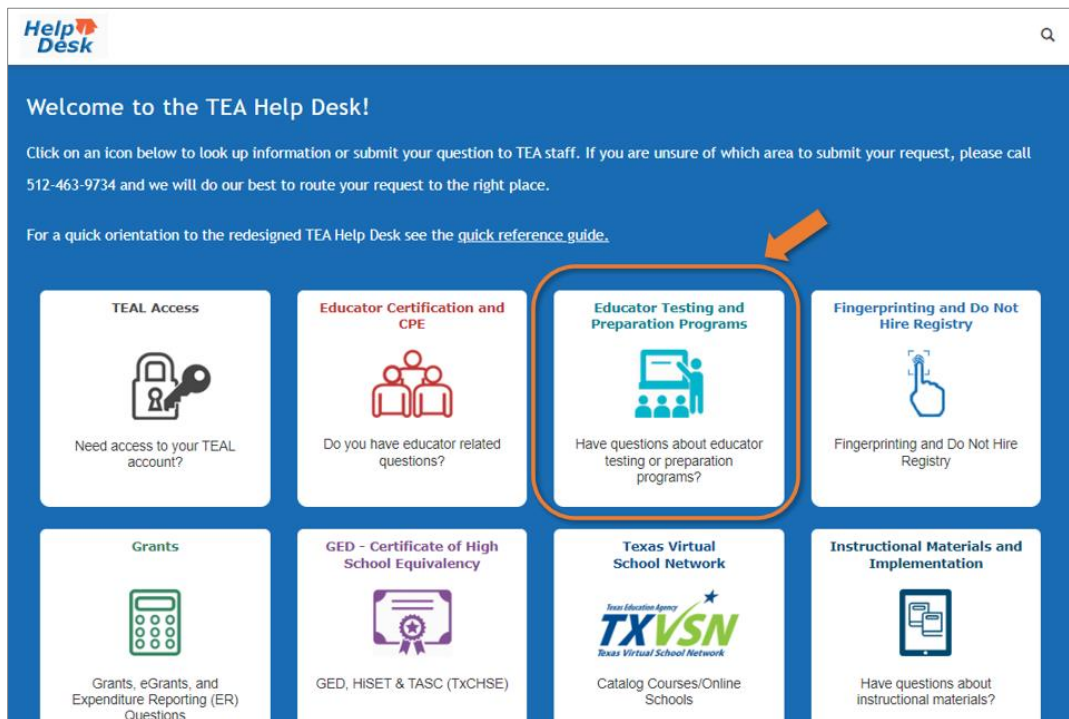 Help
Desk
Welcome to the TEA Help Desk!
Click on an icon below to look up information or submit your question to TEA staff. If you are unsure of which area to submit your request, please call
512-463-9734 and we will do our best to route your request to the right place.
For a quick orientation to the redesigned TEA Help Desk see the quick reference guide.
TEAL Access
Need access to your TEAL
account?
Educator Certification and
CPE
Do you have educator related
questions?
Educator Testing and
Preparation Programs
Have questions about educator
testing or preparation
programs?
Fingerprinting and Do Not
Hire Registry
Fingerprinting and Do Not Hire
Registry
Grants
Grants, eGrants, and
Expenditure Reporting (ER)
Questions
GED - Certificate of High
School Equivalency
GED, HiSET & TASC (TxCHSE)
Texas Virtual
School Network
Texas Education Agency
TXVSN
Texas Virtual School Network
Catalog Courses/Online
Schools
Instructional Materials and
Implementation
Have questions about
instructional materials?